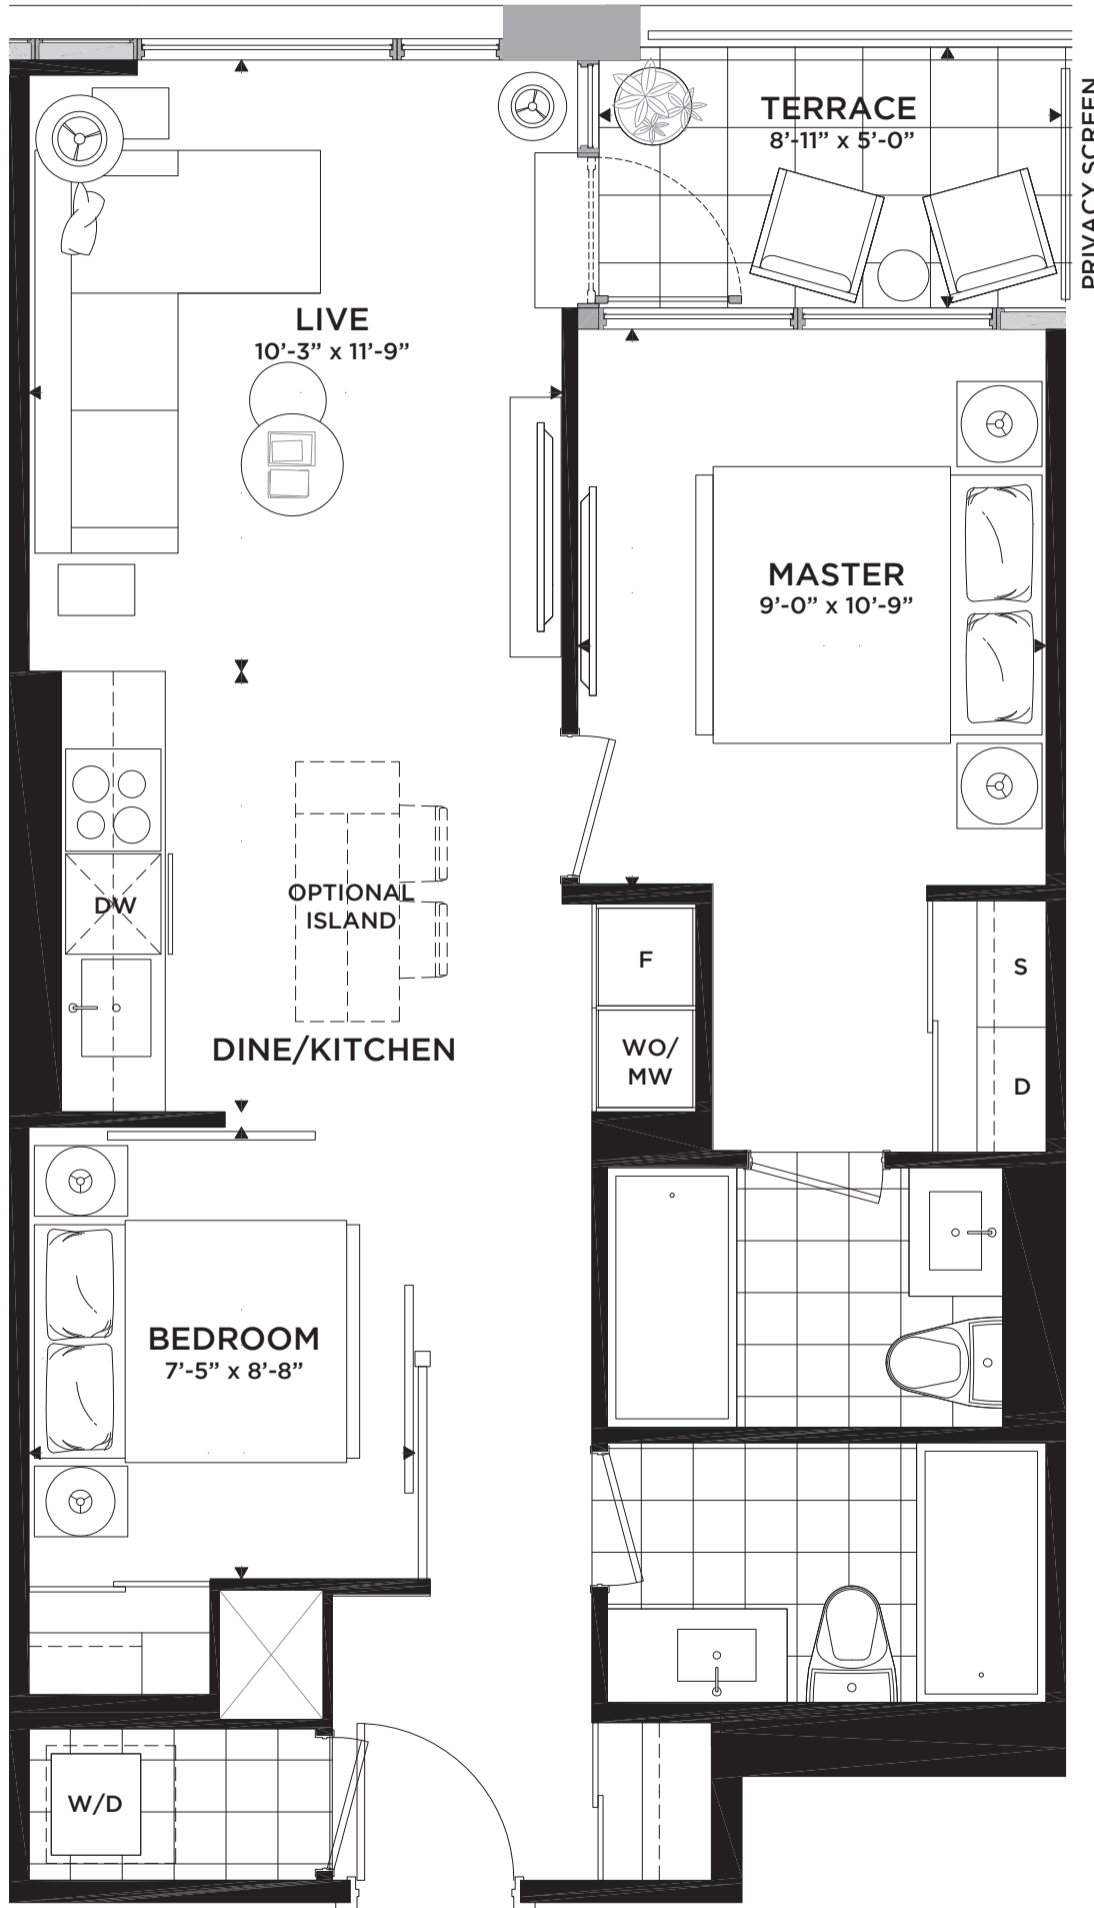 TERRACE
8'-11” x 5'-0”
PRIVACY SCREEN
LIVE
10'-3” x 11'-9”
MASTER
9'-0” x 10'-9”
DW
OPTIONAL
ISLAND
F
S
DINE/KITCHEN
WO/
MW
D
BEDROOM
7'-5” x 8'-8”
W/D